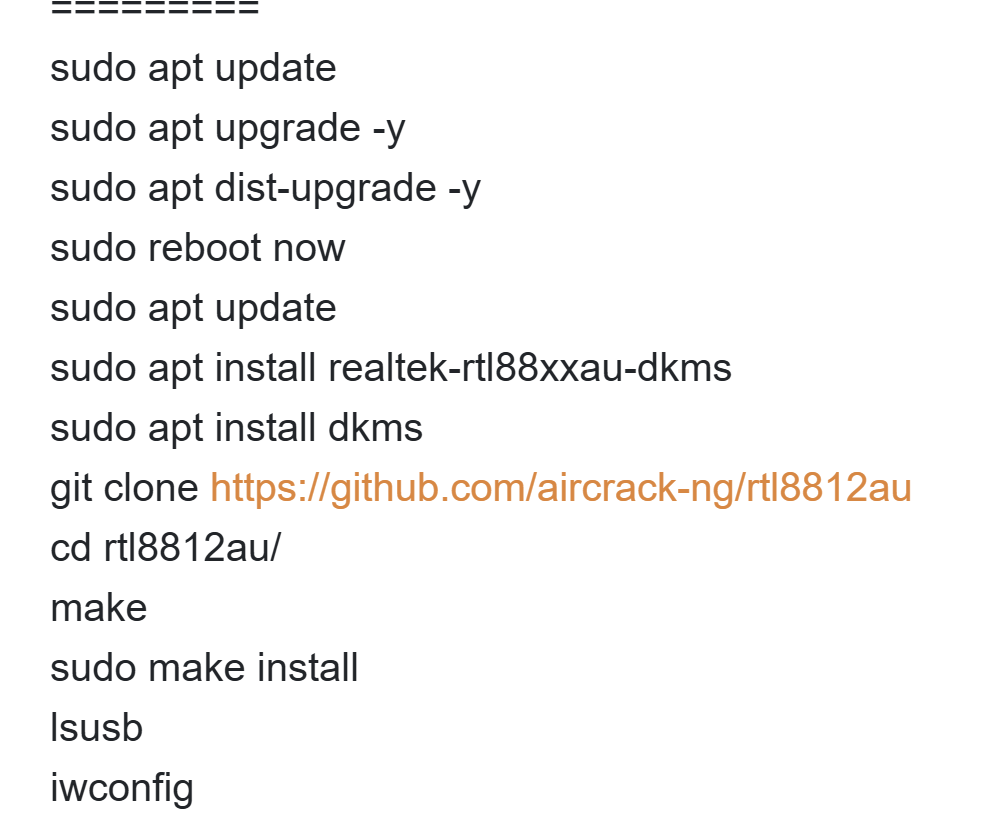 =========
sudo apt update
sudo apt upgrade -y
sudo apt dist-upgrade -y
sudo reboot now
sudo apt update
sudo apt install realtek-rtl88xxau-dkms
sudo apt install dkms
git clone https://github.com/aircrack-ng/rtl8812au
cd rtl8812au/
make
sudo make install
lsusb
iwconfig